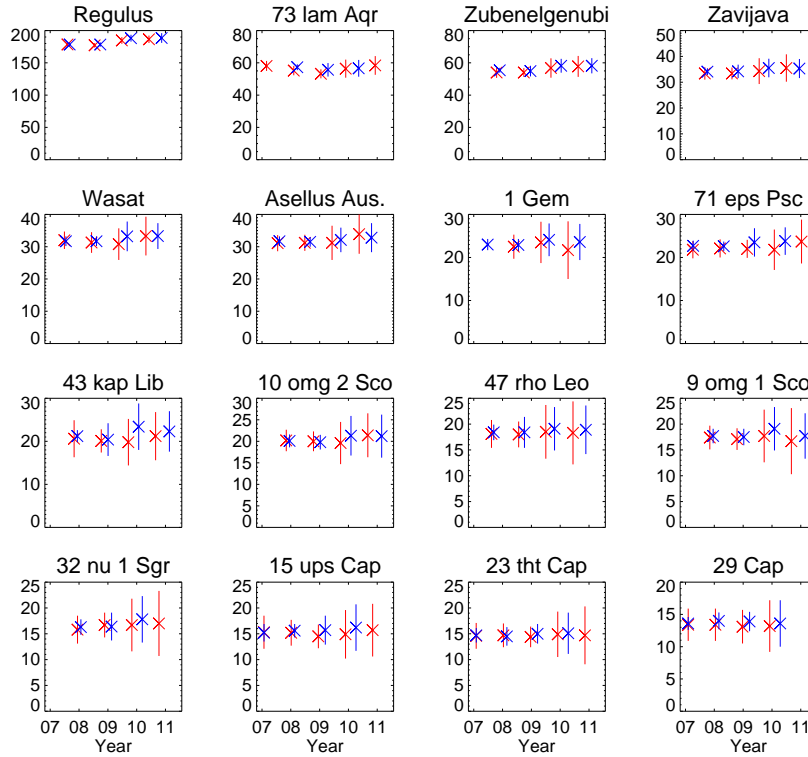 Regulus 73 lam Aqr Zubenelgenubi Zavijava
200 80 80 50
150 60 60 40
100 40 40 30
50 20 20 20
0 0 0 10
0
Wasat Asellus Aus. 1 Gem 71 eps Psc
40 40 30 30
30 30 20 20
20 20 10 10
10 10 0 0
0 0
43 kap Lib 10 omg 2 Sco 47 rho Leo 9 omg 1 Sco
30 30 25 25
25 20 20
20 20 15 15
10 15 10 10
0 10 5 5
5 0 0
0
32 nu 1 Sgr 15 ups Cap 23 tht Cap 29 Cap
25 25 25 25
20 20 20 20
15 15 15 15
10 10 10 10
5 5 5 5
0 0 0 0
07 08 09 10 11 07 08 09 10 11 07 08 09 10 11 07 08 09 10 11
Year Year Year Year